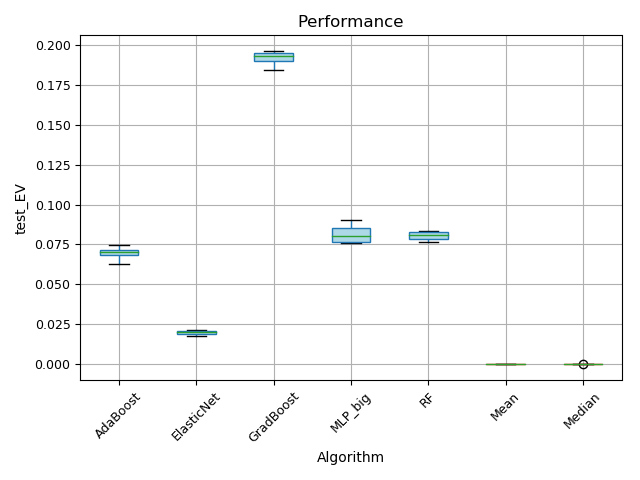 Performance
test_EV
0.200
0.175
0.150
0.125
0.100
0.075
0.050
0.025
0.000
AdaBoost
ElasticNet
GradBoost
MLP_big
RF
Mean
Median
Algorithm